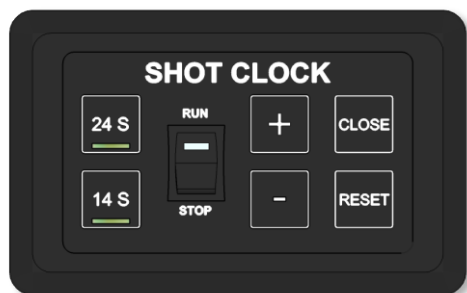 SHOT CLOCK
24 S
RUN
+
CLOSE
14 S
STOP
-
RESET